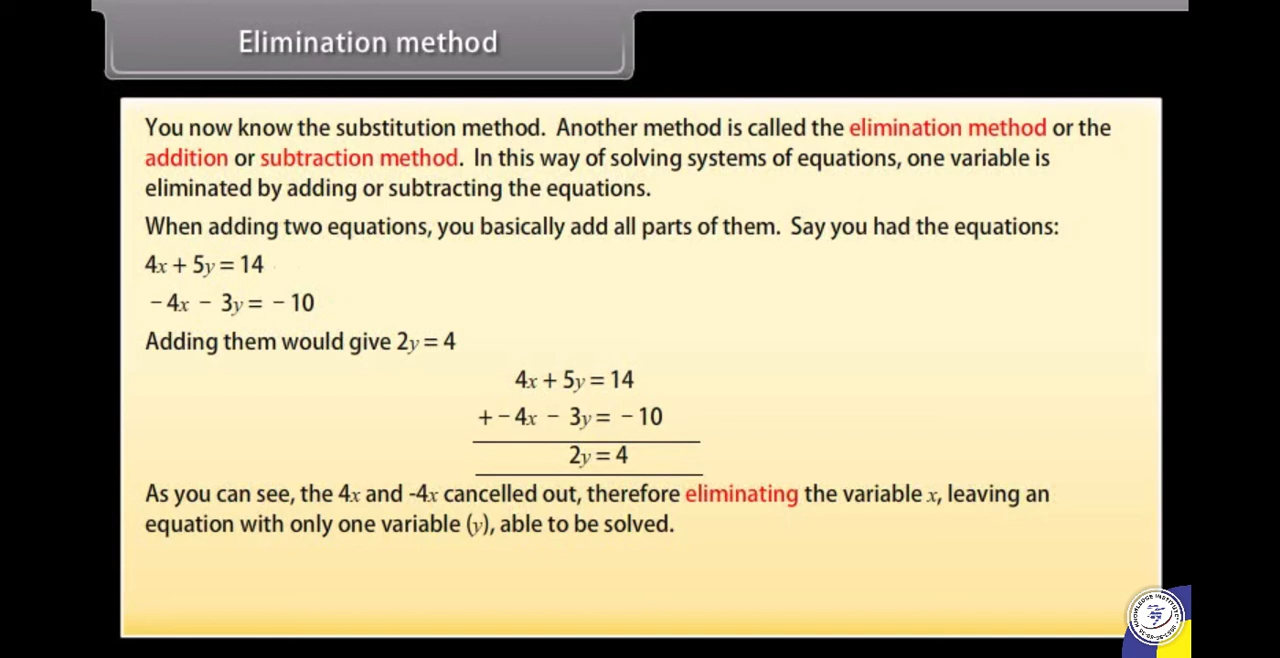 Elimination method
You now know the substitution method. Another method is called the elimination method or the
addition or subtraction method. In this way of solving systems of equations, one variable is
eliminated by adding or subtracting the equations.
When adding two equations, you basically add all parts of them. Say you had the equations:
4x + 5y = 14
− 4x − 3y = − 10
Adding them would give 2y = 4
4x + 5y = 14
+ − 4x − 3y = − 10
2y = 4
As you can see, the 4x and -4x cancelled out, therefore eliminating the variable x, leaving an
equation with only one variable (y), able to be solved.